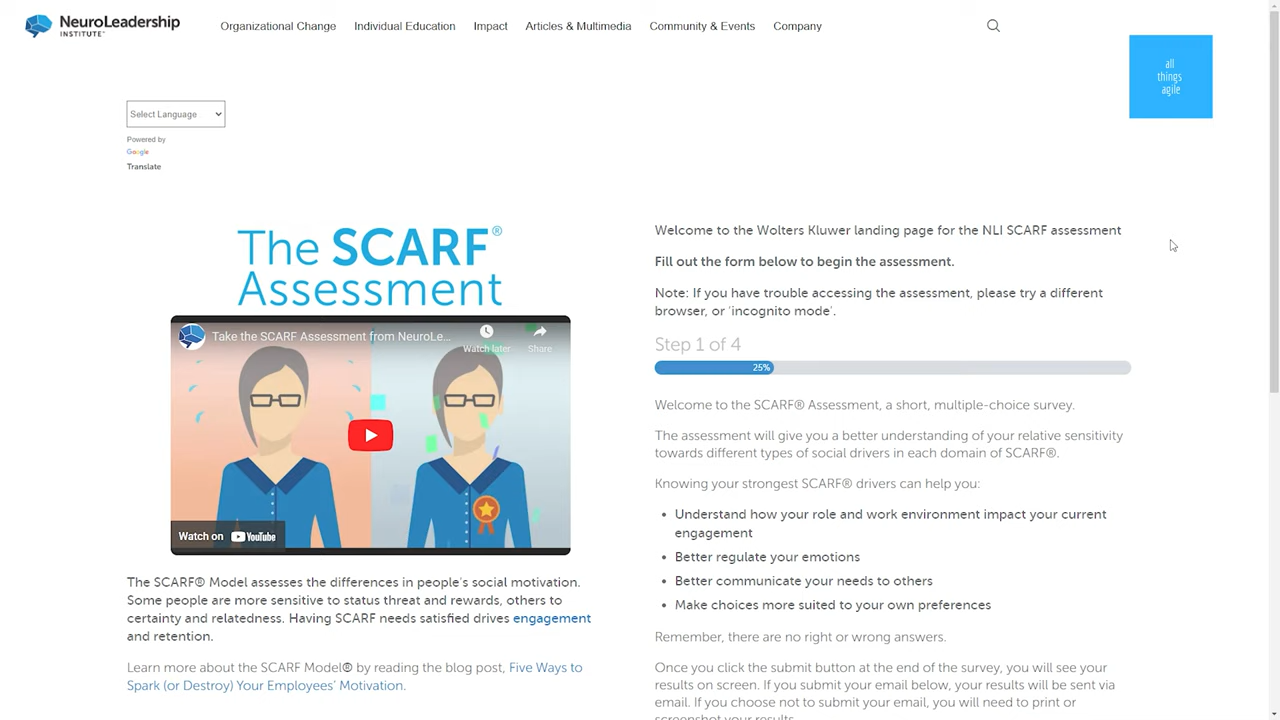 NeuroLeadership
INSTITUTE
Organizational Change
Individual Education
Impact
Articles & Multimedia
Community & Events
Company
all
things
agile
Select Language
Powered by
Google
Translate
The SCARF®
Assessment
Take the SCARF Assessment from NeuroLe...
Watch later
Share
Watch on YouTube
The SCARF® Model assesses the differences in people's social motivation.
Some people are more sensitive to status threat and rewards, others to
certainty and relatedness. Having SCARF needs satisfied drives engagement
and retention.
Learn more about the SCARF Model® by reading the blog post, Five Ways to
Spark (or Destroy) Your Employees' Motivation.
Welcome to the Wolters Kluwer landing page for the NLI SCARF assessment
Fill out the form below to begin the assessment.
Note: If you have trouble accessing the assessment, please try a different
browser, or 'incognito mode'.
Step 1 of 4
25%
Welcome to the SCARF® Assessment, a short, multiple-choice survey.
The assessment will give you a better understanding of your relative sensitivity
towards different types of social drivers in each domain of SCARF®.
Knowing your strongest SCARF® drivers can help you:
• Understand how your role and work environment impact your current
engagement
• Better regulate your emotions
• Better communicate your needs to others
• Make choices more suited to your own preferences
Remember, there are no right or wrong answers.
Once you click the submit button at the end of the survey, you will see your
results on screen. If you submit your email below, your results will be sent via
email. If you choose not to submit your email, you will need to print or
screenshot your results.